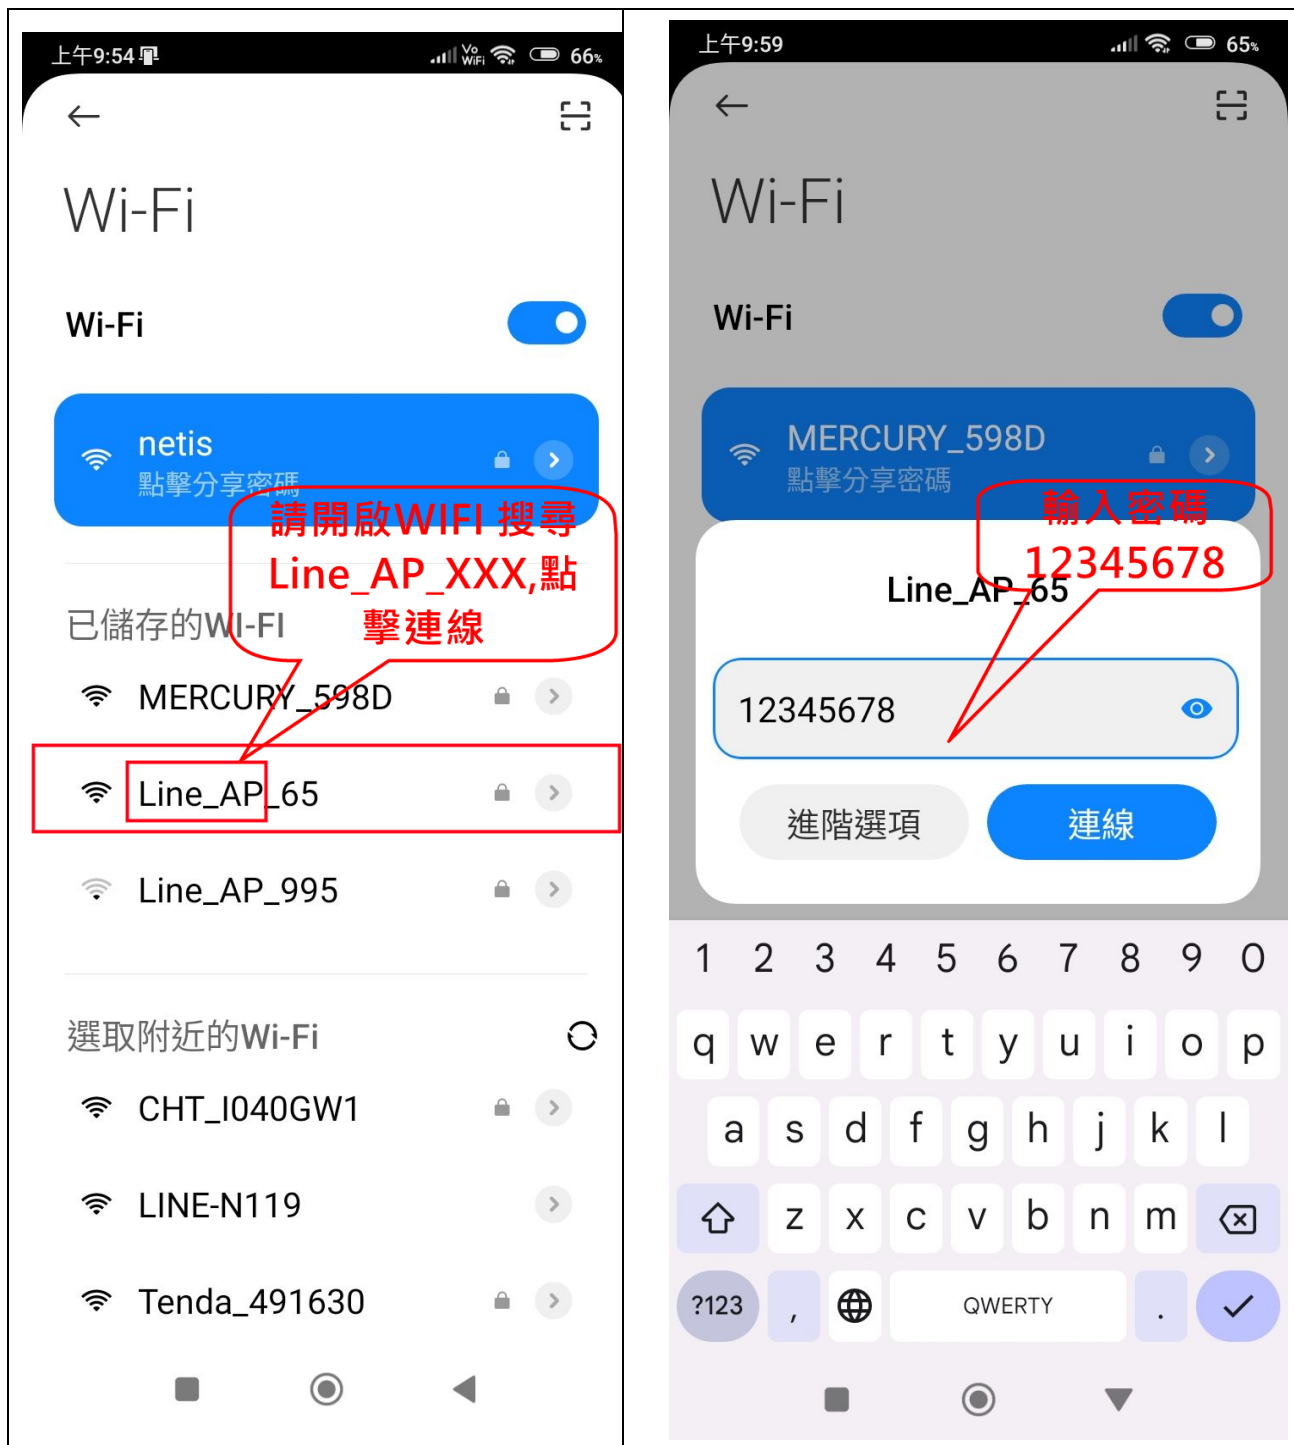 上午9:54
Vo
WiFi
66%
Wi-Fi
Wi-Fi
netis
點擊分享密碼
請開啟WIFI 搜尋
Line_AP_XXX,點
擊連線
已儲存的WI-FI
MERCURY_598D
Line_AP_65
Line_AP_995
選取附近的Wi-Fi
CHT_I040GW1
LINE-N119
Tenda_491630
上午9:59
65%
Wi-Fi
Wi-Fi
MERCURY_598D
點擊分享密碼
輸入密碼
12345678
Line_AP_65
12345678
進階選項
連線
1 2 3 4 5 6 7 8 9 0
q w e r t y u i o p
a s d f g h j k l
z x c v b n m
?123 , QWERTY .